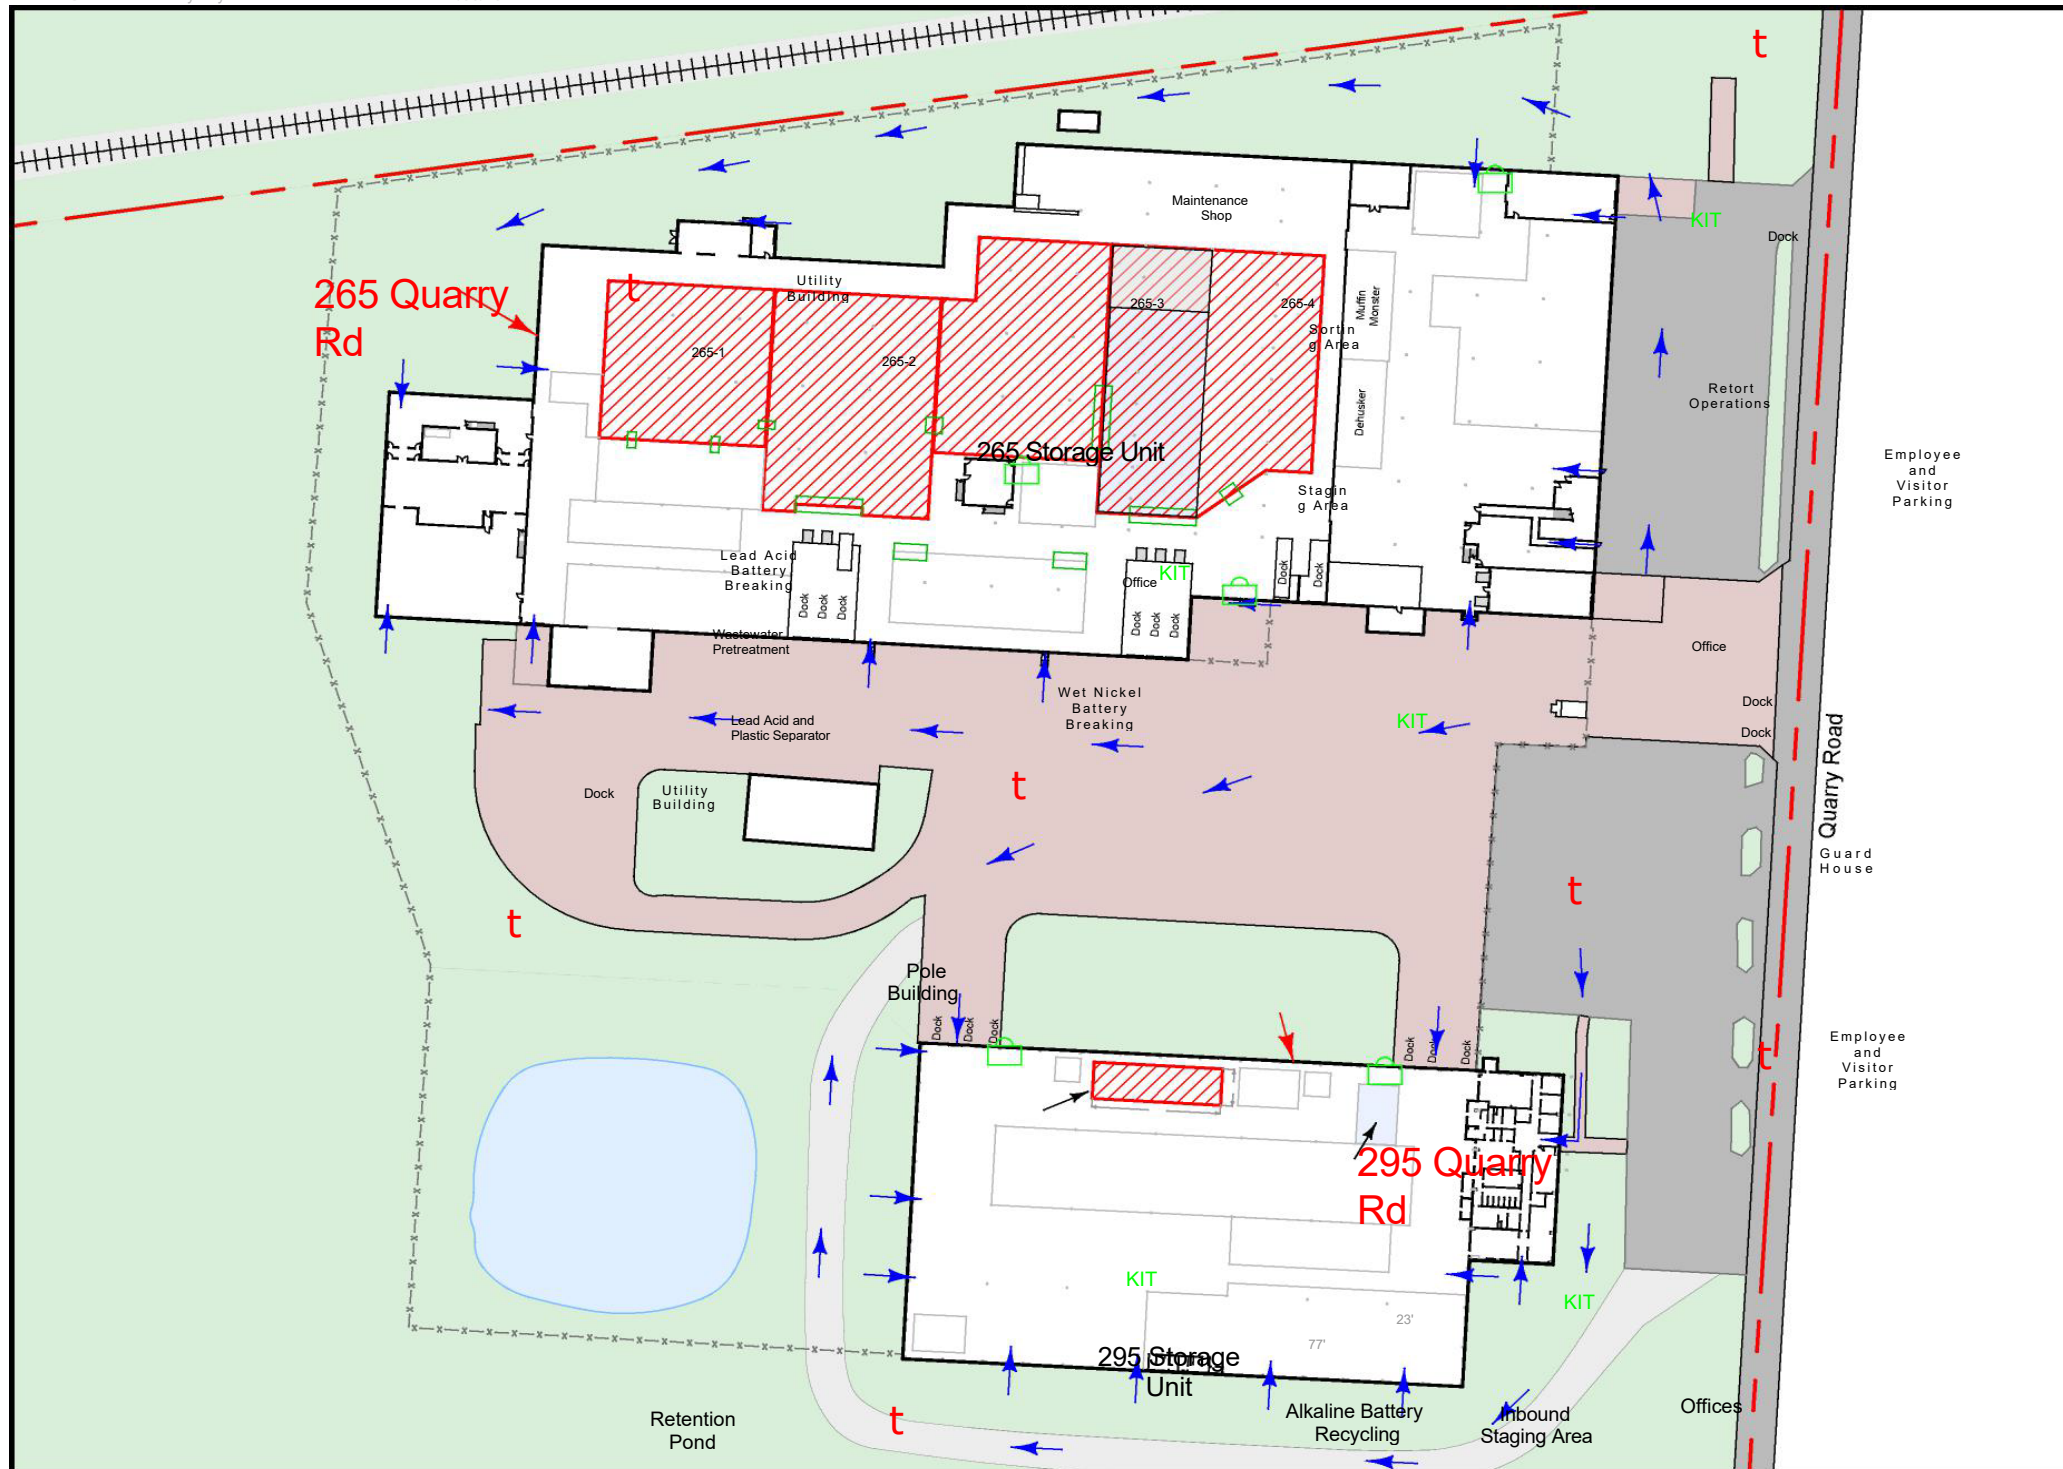 t
Maintenance
Shop
KIT
Dock
265 Quarry
Rd
t
Utility
Building
265-3
265-4
Muffin
Monster
Sortin
g Area
265-1
265-2
Retort
Operations
Dehusker
265 Storage Unit
Employee
and
Visitor
Parking
Stagin
g Area
Lead Acid
Battery
Breaking
Office
KIT
Dock
Dock
Dock
Dock
Dock
Dock
Dock
Dock
Wastewater
Pretreatment
Office
Wet Nickel
Battery
Breaking
Dock
Lead Acid and
Plastic Separator
KIT
Dock
Quarry Road
t
Dock
Utility
Building
Guard
House
t
t
Pole
Building
Dock
Dock
Dock
Dock
Dock
Dock
t
Employee
and
Visitor
Parking
295 Quarry
Rd
KIT
KIT
23'
77'
295 Storage
Unit
t
Retention
Pond
Alkaline Battery
Recycling
Inbound
Staging Area
Offices